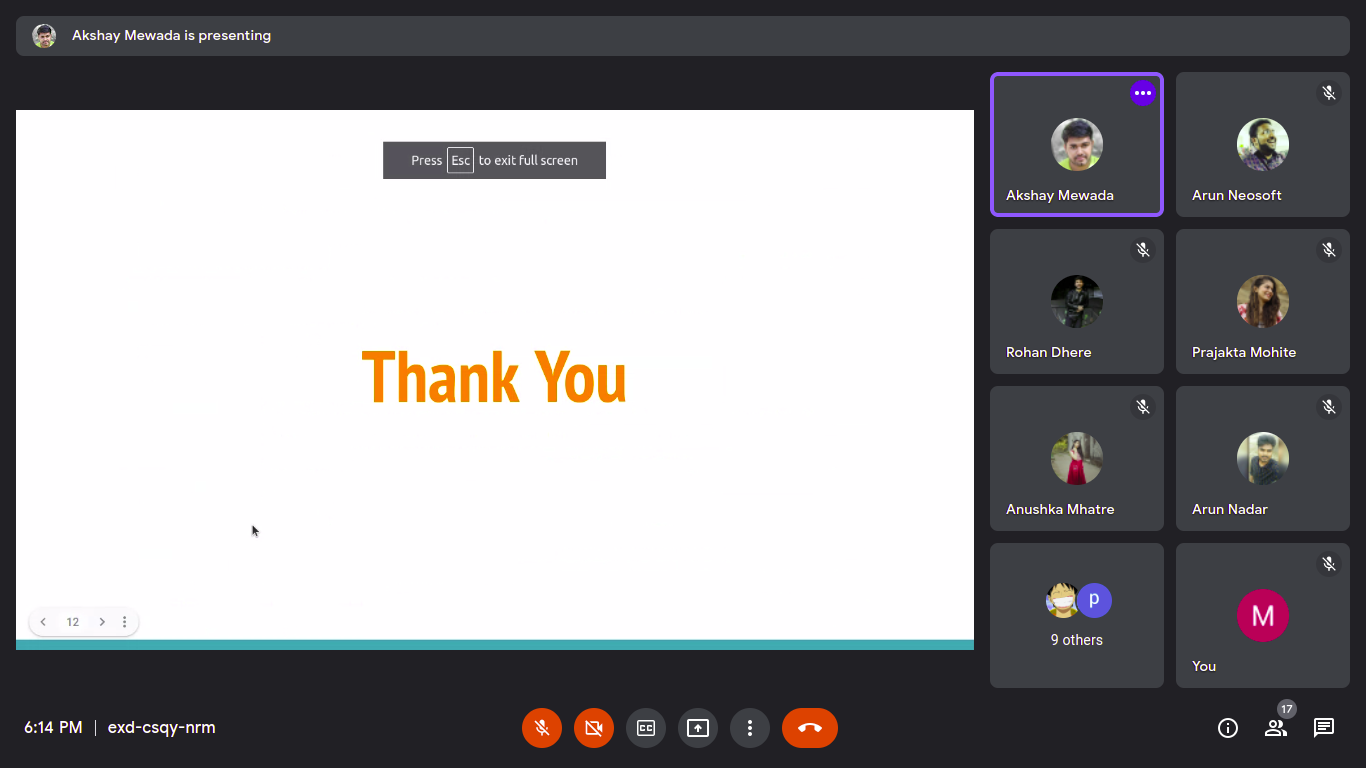 Akshay Mewada is presenting
Press Esc to exit full screen
Thank You
12
Akshay Mewada
Arun Neosoft
Rohan Dhere
Prajakta Mohite
Anushka Mhatre
Arun Nadar
p
9 others
M
You
6:14 PM | exd-csqy-nrm
CC
17